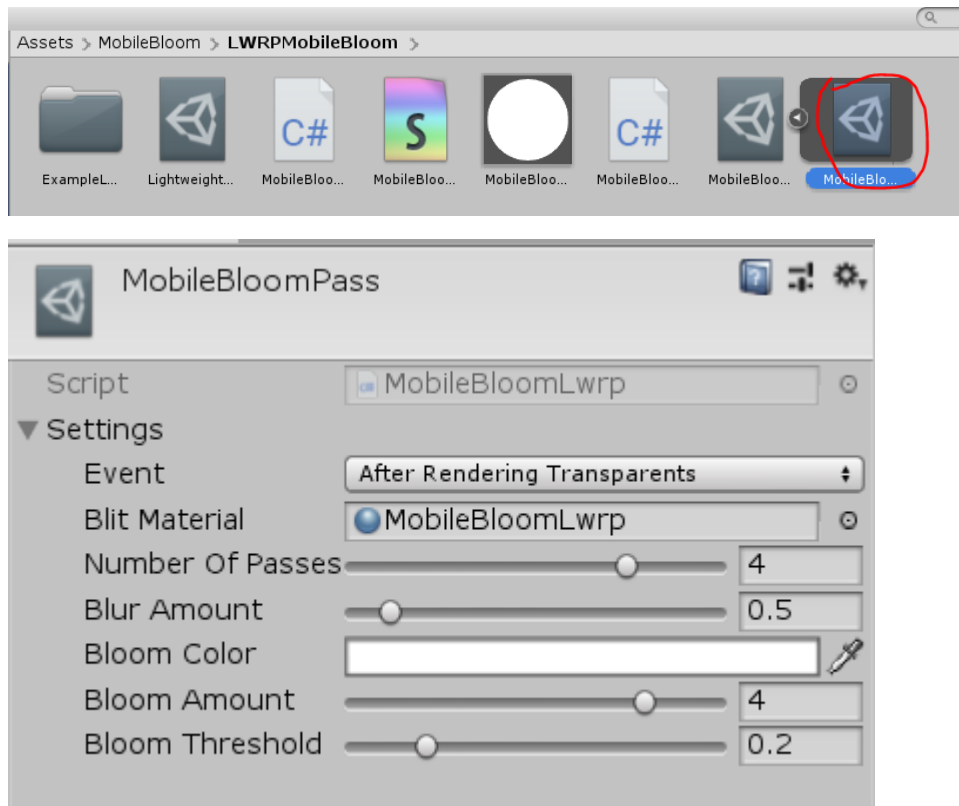 Assets > MobileBloom > LWRPMobileBloom >
ExampleL... Lightweight... MobileBloo... MobileBloo... MobileBloo... MobileBloo... MobileBloo... MobileBlo...
C# S C#
MobileBloomPass
Script MobileBloomLwrp
Settings
Event After Rendering Transparents
Blit Material MobileBloomLwrp
Number Of Passes 4
Blur Amount 0.5
Bloom Color
Bloom Amount 4
Bloom Threshold 0.2